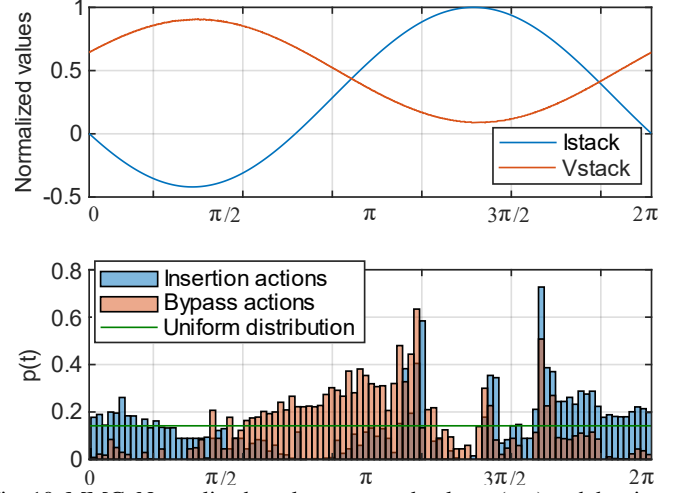 Normalized values
1
0.5
0
-0.5
Istack
Vstack
0 π/2 π 3π/2 2π
p(t)
0.8
0.6
0.4
0.2
0
Insertion actions
Bypass actions
Uniform distribution
0 π/2 π 3π/2 2π